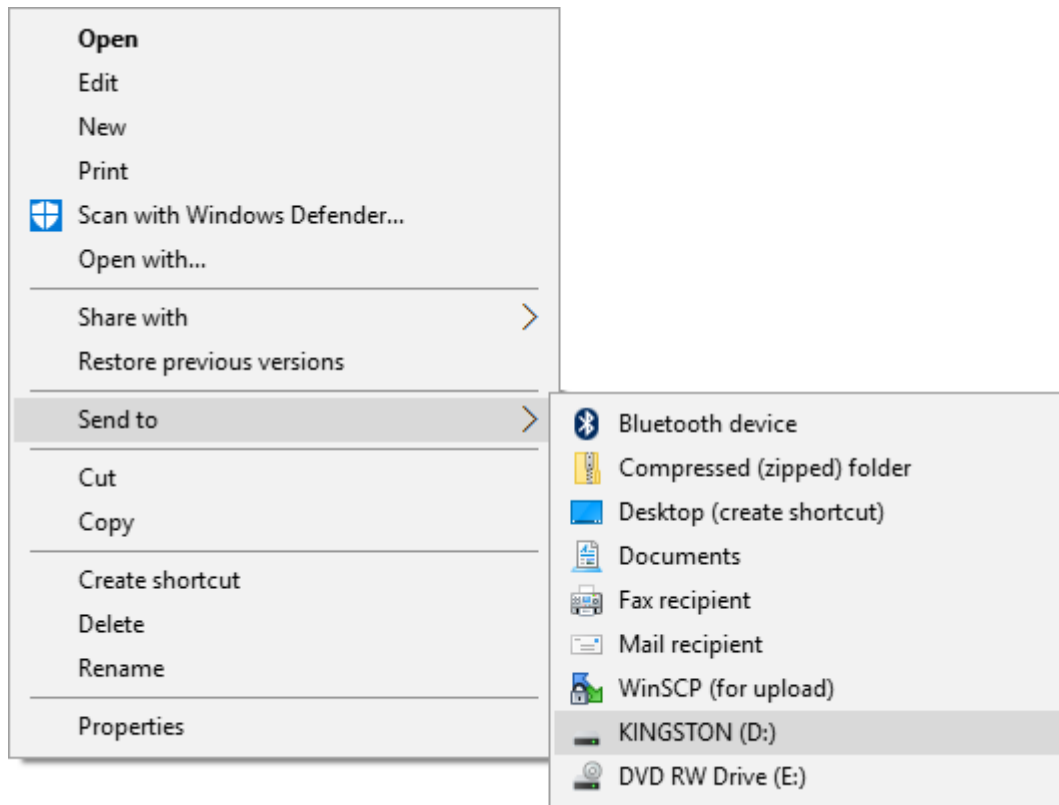 Open
Edit
New
Print
Scan with Windows Defender...
Open with...
Share with
Restore previous versions
Send to
Cut
Copy
Create shortcut
Delete
Rename
Properties
Bluetooth device
Compressed (zipped) folder
Desktop (create shortcut)
Documents
Fax recipient
Mail recipient
WinSCP (for upload)
KINGSTON (D:)
DVD RW Drive (E:)